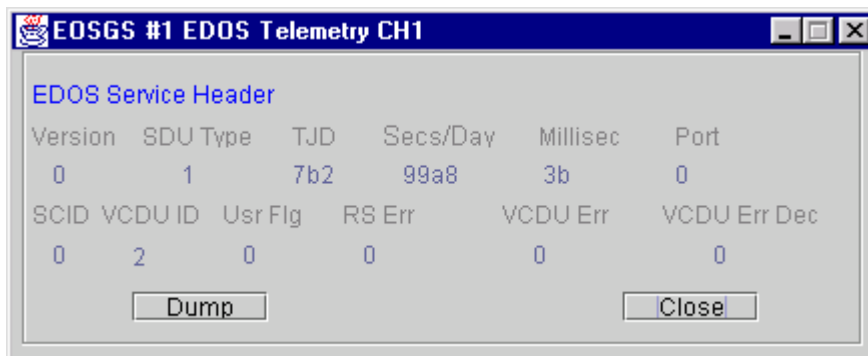 EOSGS #1 EDOS Telemetry CH1
EDOS Service Header
Version SDU Type TJD Secs/Day Millisec Port
0 1 7b2 99a8 3b 0
SCID VCDU ID Usr Flg RS Err VCDU Err VCDU Err Dec
0 2 0 0 0 0
Dump Close